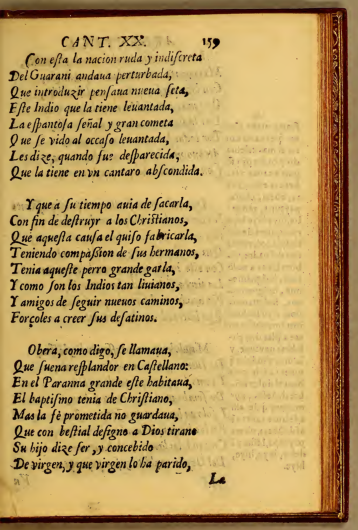 CANT. XX. 159
Con eſta la nacion ruda y indiſcreta
Del Guarani andaua perturbada,
Que introduzir penſaua nueua ſeta,
Eſte Indio que la tiene leuantada,
La eſpantoſa ſeñal y gran cometa
Que ſe vido al occaſo leuantada,
Les dize, quando fue deſparecida,
Que la tiene en vn cantaro abſcondida.
Y que a ſu tiempo auia de ſacarla,
Con fin de deſtruyr a los Chriſtianos,
Que aqueſta cauſa el quiſo fabricarla,
Teniendo compaßion de ſus hermanos,
Tenia aqueſte perro grande garla,
Y como ſon los Indios tan liuianos,
Y amigos de ſeguir nueuos caminos,
Forçoles a creer ſus deſatinos.
Obera, como digo, ſe llamaua,
Que ſuena reſplandor en Caſtellano:
En el Paranna grande eſte habitaua,
El baptiſmo tenia de Chriſtiano,
Mas la fè prometida no guardaua,
Que con beſtial deſigno a Dios tirano
Su hijo dize ſer, y concebido
De virgen, y que virgen lo ha parido,
La